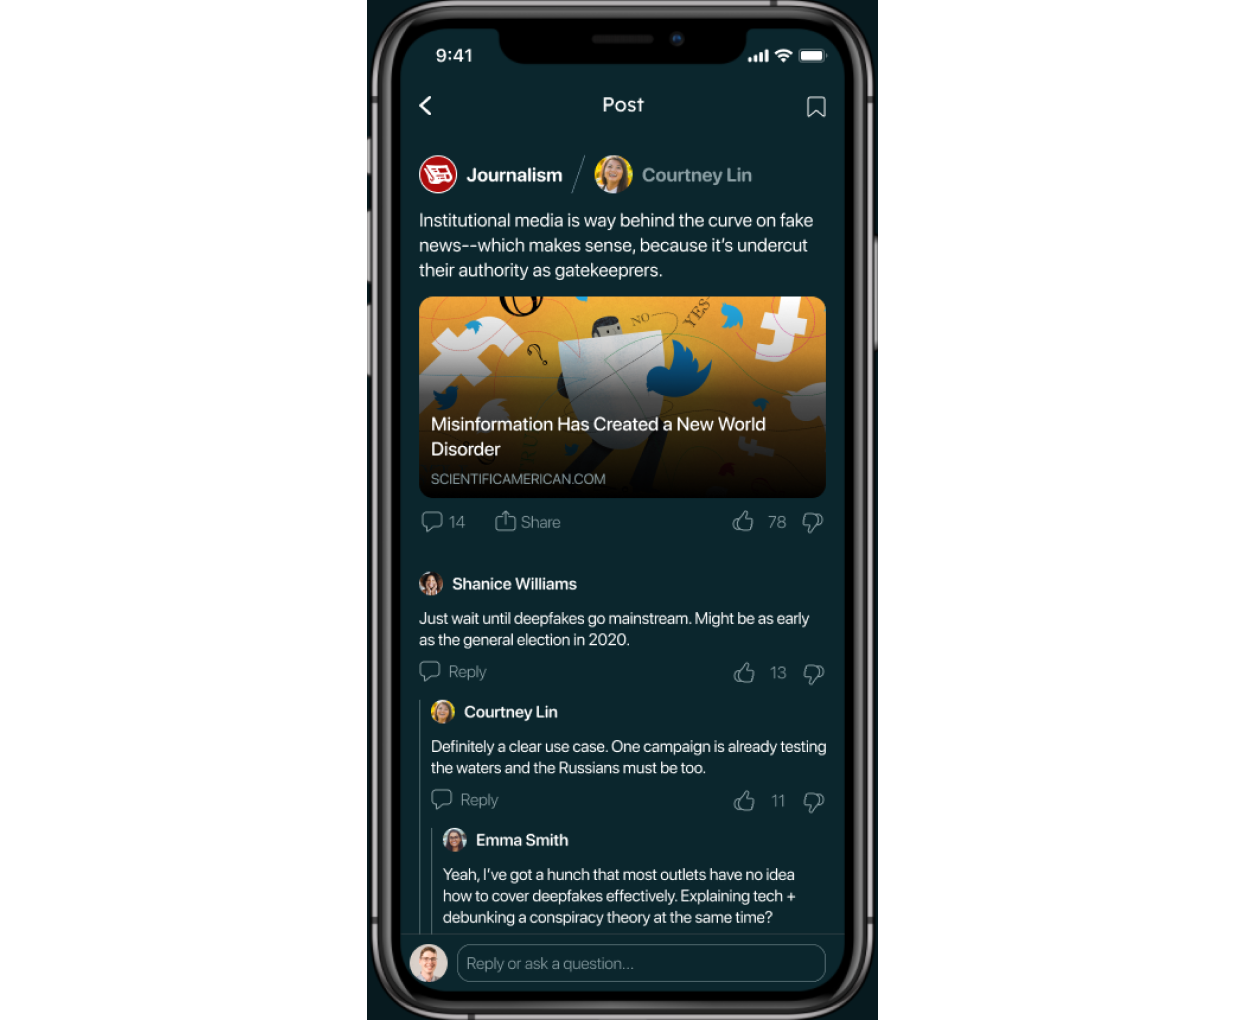 9:41
Post
Journalism
Courtney Lin
Institutional media is way behind the curve on fake
news--which makes sense, because it's undercut
their authority as gatekeeprers.
NO
YES
?
Misinformation Has Created a New World
Disorder
SCIENTIFICAMERICAN.COM
14
Share
78
Shanice Williams
Just wait until deepfakes go mainstream. Might be as early
as the general election in 2020.
Reply
13
Courtney Lin
Definitely a clear use case. One campaign is already testing
the waters and the Russians must be too.
Reply
11
Emma Smith
Yeah, I've got a hunch that most outlets have no idea
how to cover deepfakes effectively. Explaining tech +
debunking a conspiracy theory at the same time?
Reply or ask a question...